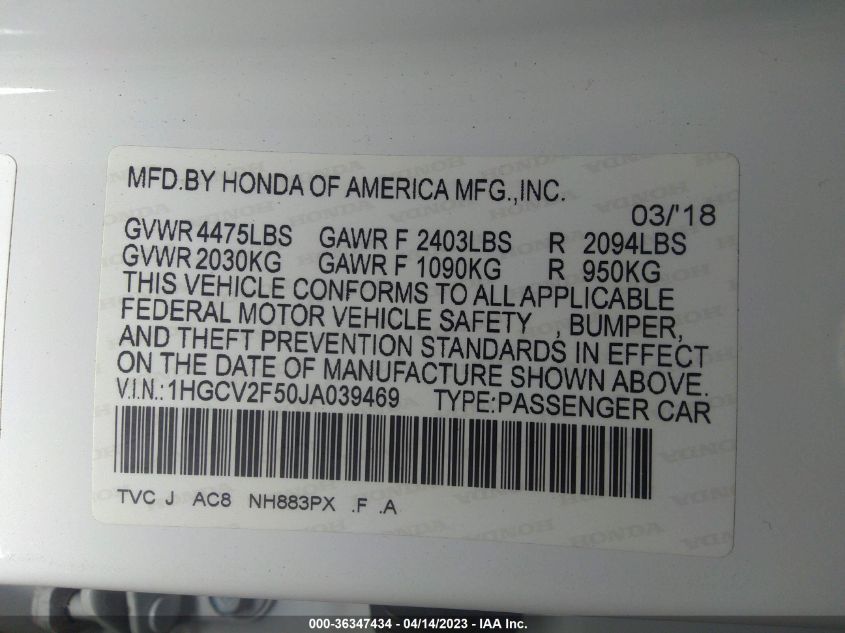 MFD.BY HONDA OF AMERICA MFG.,INC.
03/'18
GVWR 4475LBS GAWR F 2403LBS R 2094LBS
GVWR 2030KG GAWR F 1090KG R 950KG
THIS VEHICLE CONFORMS TO ALL APPLICABLE
FEDERAL MOTOR VEHICLE SAFETY , BUMPER,
AND THEFT PREVENTION STANDARDS IN EFFECT
ON THE DATE OF MANUFACTURE SHOWN ABOVE.
V.I.N.:1HGCV2F50JA039469 TYPE:PASSENGER CAR
TVC J AC8 NH883PX .F .A
000-36347434 - 04/14/2023 - IAA Inc.